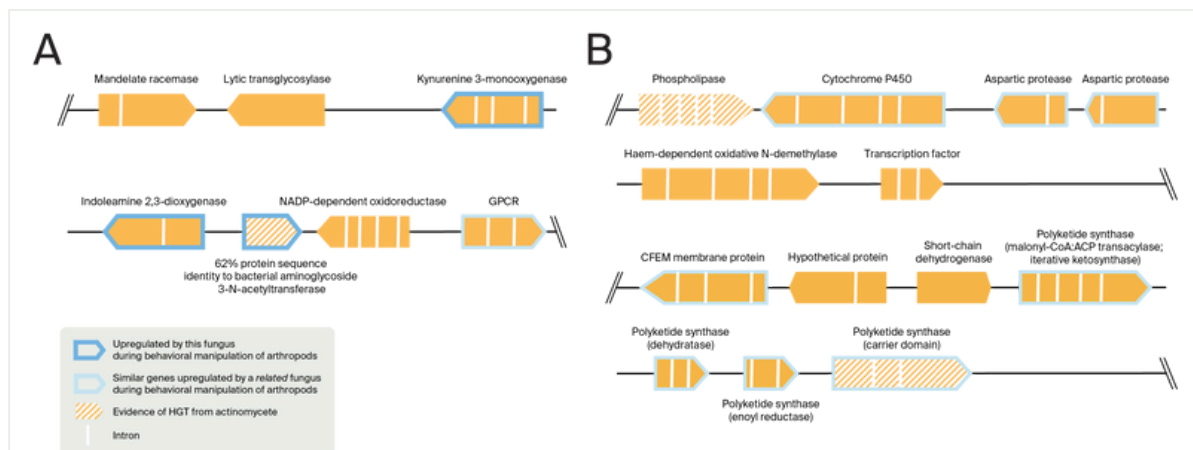 A
Mandelate racemase
Lytic transglycosylase
Kynurenine 3-monooxygenase
Indoleamine 2,3-dioxygenase
NADP-dependent oxidoreductase
GPCR
62% protein sequence
identity to bacterial aminoglycoside
3-N-acetyltransferase
Upregulated by this fungus
during behavioral manipulation of arthropods
Similar genes upregulated by a related fungus
during behavioral manipulation of arthropods
Evidence of HGT from actinomycete
Intron
B
Phospholipase
Cytochrome P450
Aspartic protease
Aspartic protease
Haem-dependent oxidative N-demethylase
Transcription factor
CFEM membrane protein
Hypothetical protein
Short-chain
dehydrogenase
Polyketide synthase
(malonyl-CoA:ACP transacylase;
iterative ketosynthase)
Polyketide synthase
(dehydratase)
Polyketide synthase
(enoyl reductase)
Polyketide synthase
(carrier domain)